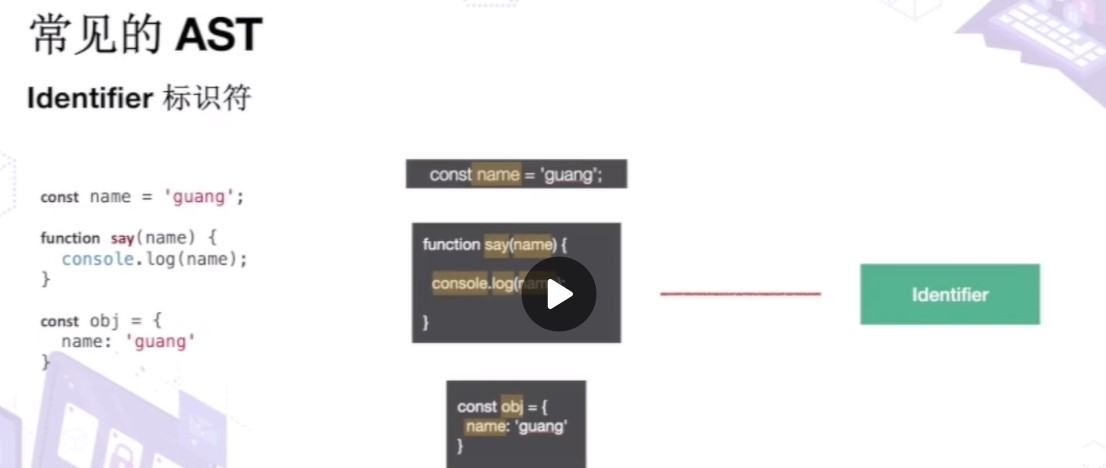 常见的 AST
Identifier 标识符
const name = 'guang';
function say(name) {
console.log(name);
}
const obj = {
name: 'guang'
}
const name = 'guang';
function say(name) {
console.log(
}
const obj = {
name: 'guang'
}
Identifier